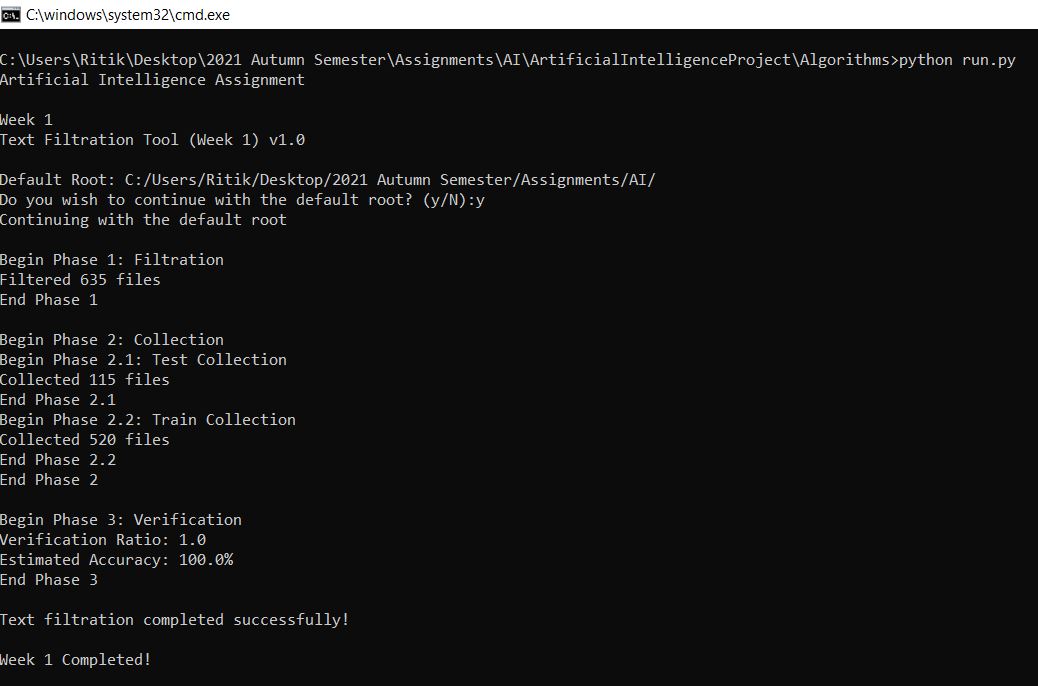 C:\windows\system32\cmd.exe
C:\Users\Ritik\Desktop\2021 Autumn Semester\Assignments\AI\ArtificialIntelligenceProject\Algorithms>python run.py
Artificial Intelligence Assignment
Week 1
Text Filtration Tool (Week 1) v1.0
Default Root: C:/Users/Ritik/Desktop/2021 Autumn Semester/Assignments/AI/
Do you wish to continue with the default root? (y/N):y
Continuing with the default root
Begin Phase 1: Filtration
Filtered 635 files
End Phase 1
Begin Phase 2: Collection
Begin Phase 2.1: Test Collection
Collected 115 files
End Phase 2.1
Begin Phase 2.2: Train Collection
Collected 520 files
End Phase 2.2
End Phase 2
Begin Phase 3: Verification
Verification Ratio: 1.0
Estimated Accuracy: 100.0%
End Phase 3
Text filtration completed successfully!
Week 1 Completed!